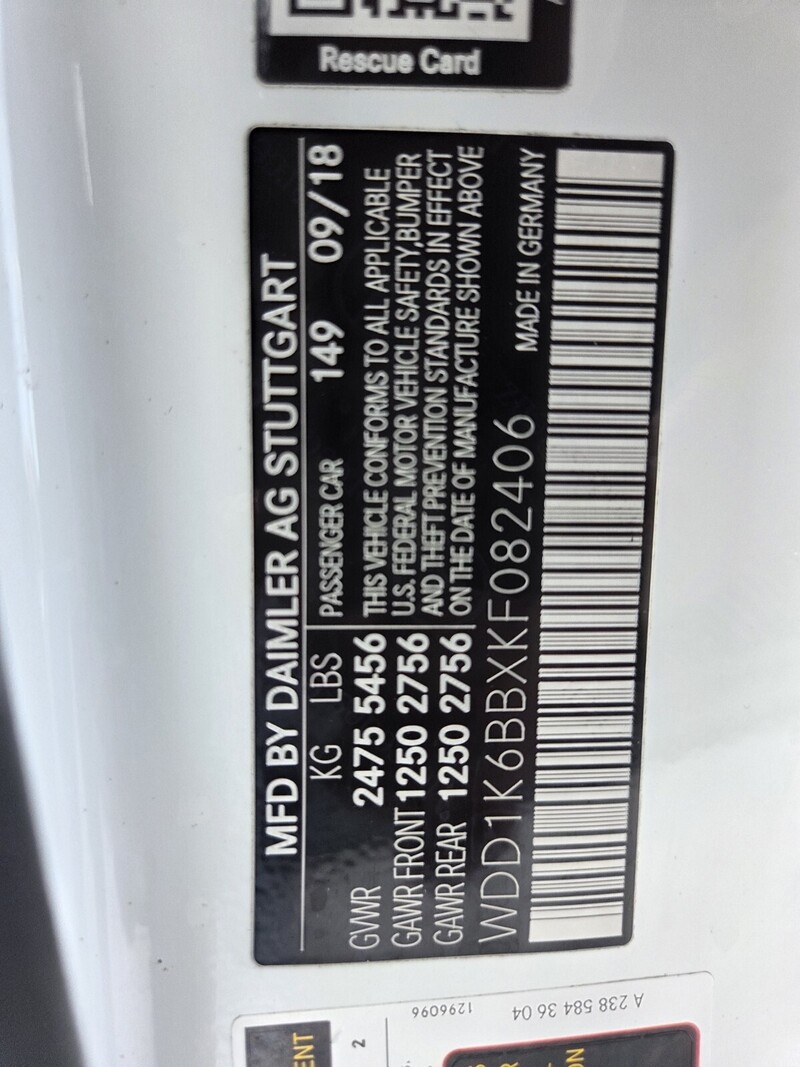 Rescue Card
MFD BY DAIMLER AG STUTTGART
KG LBS
GVWR 2475 5456
GAWR FRONT 1250 2756
GAWR REAR 1250 2756
PASSENGER CAR 149 09/18
THIS VEHICLE CONFORMS TO ALL APPLICABLE
U.S. FEDERAL MOTOR VEHICLE SAFETY,BUMPER
AND THEFT PREVENTION STANDARDS IN EFFECT
ON THE DATE OF MANUFACTURE SHOWN ABOVE
WDD1K6BBXKF082406 MADE IN GERMANY
A 238 584 36 04
1296096
2